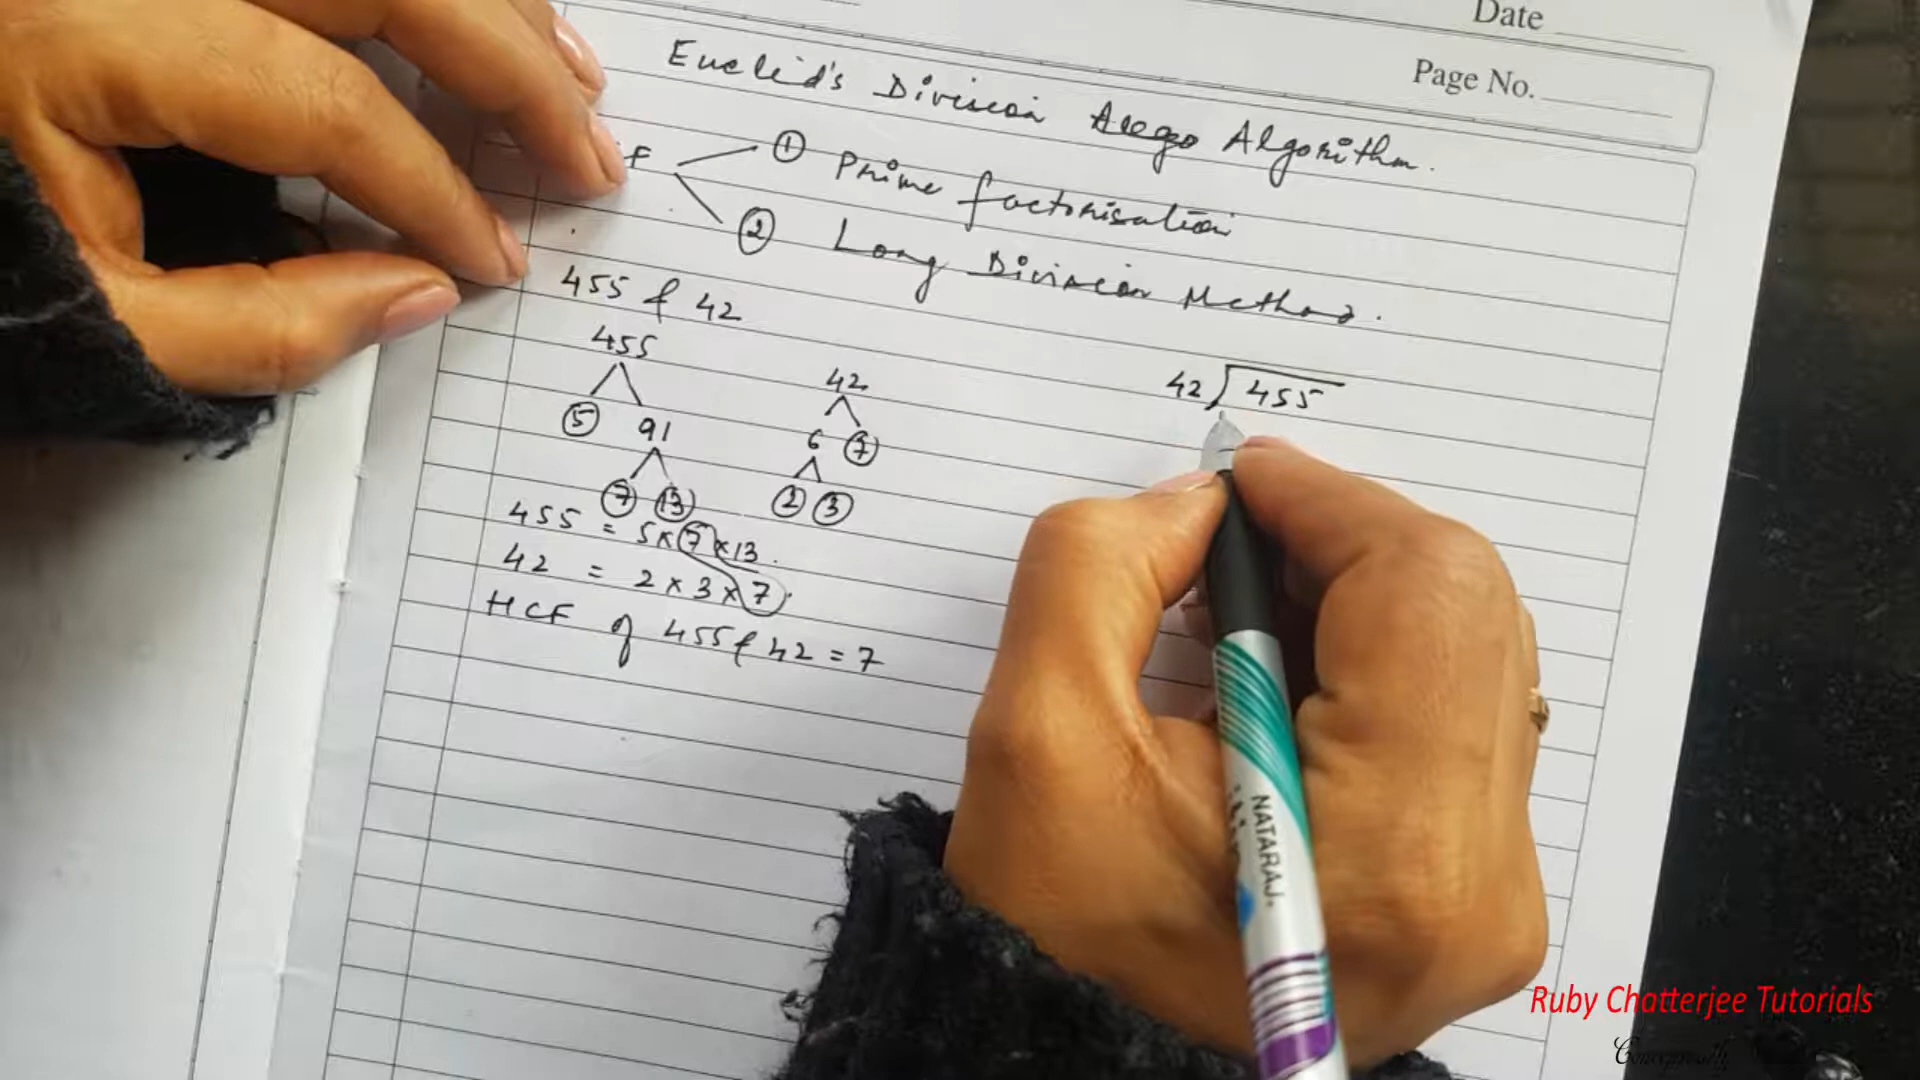 Date
Page No.
Euclid's Division Alego Algorithm.
① Prime factorisation
② Long Division Method.
455 & 42
455
42
42 455
5 91
6 7
7 13
2 3
455 = 5 x 7 x 13.
42 = 2 x 3 x 7.
HCF of 455 & 42 = 7
NATARAJ.
Ruby Chatterjee Tutorials